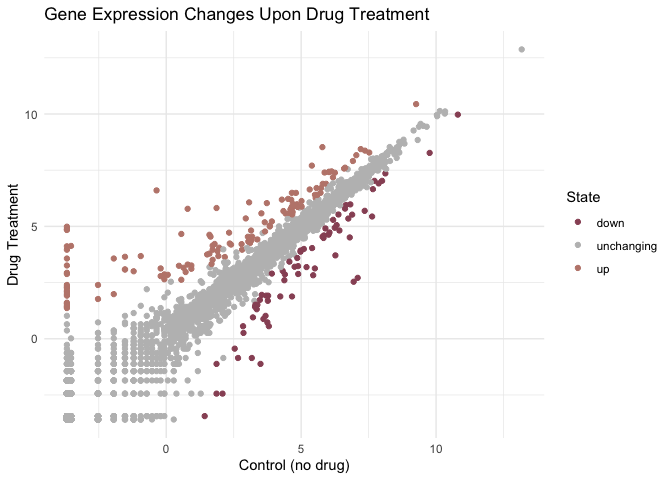 Gene Expression Changes Upon Drug Treatment
10
5
0
Drug Treatment
0 5 10
Control (no drug)
State
down
unchanging
up